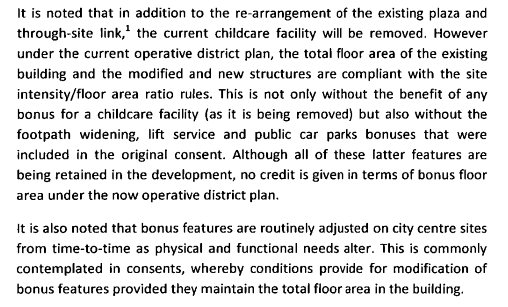 It is noted that in addition to the re-arrangement of the existing plaza and
through-site link,¹ the current childcare facility will be removed. However
under the current operative district plan, the total floor area of the existing
building and the modified and new structures are compliant with the site
intensity/floor area ratio rules. This is not only without the benefit of any
bonus for a childcare facility (as it is being removed) but also without the
footpath widening, lift service and public car parks bonuses that were
included in the original consent. Although all of these latter features are
being retained in the development, no credit is given in terms of bonus floor
area under the now operative district plan.
It is also noted that bonus features are routinely adjusted on city centre sites
from time-to-time as physical and functional needs alter. This is commonly
contemplated in consents, whereby conditions provide for modification of
bonus features provided they maintain the total floor area in the building.